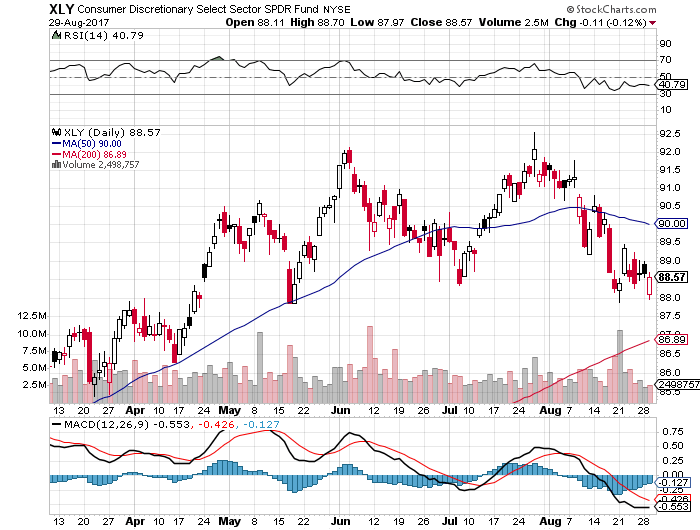 XLY Consumer Discretionary Select Sector SPDR Fund NYSE © StockCharts.com
29-Aug-2017 Open 88.11 High 88.70 Low 87.97 Close 88.57 Volume 2.5M Chg -0.11 (-0.12%)
RSI(14) 40.79
90
70
50
40.79
30
10
XLY (Daily) 88.57
MA(50) 90.00
MA(200) 86.89
Volume 2,498,757
92.5
92.0
91.5
91.0
90.5
90.00
89.5
89.0
88.57
88.0
87.5
12.5M
87.0
10.0M
86.89
7.5M
86.5
5.0M
86.0
2.5M
2498757
85.5
13 20 27 Apr 10 17 24 May 8 15 22 Jun 12 19 26 Jul 10 17 24 Aug 7 14 21 28
MACD(12,26,9) -0.553, -0.426, -0.127
0.75
0.50
0.25
0.00
-0.127
-0.25
-0.426
-0.553
13 20 27 Apr 10 17 24 May 8 15 22 Jun 12 19 26 Jul 10 17 24 Aug 7 14 21 28